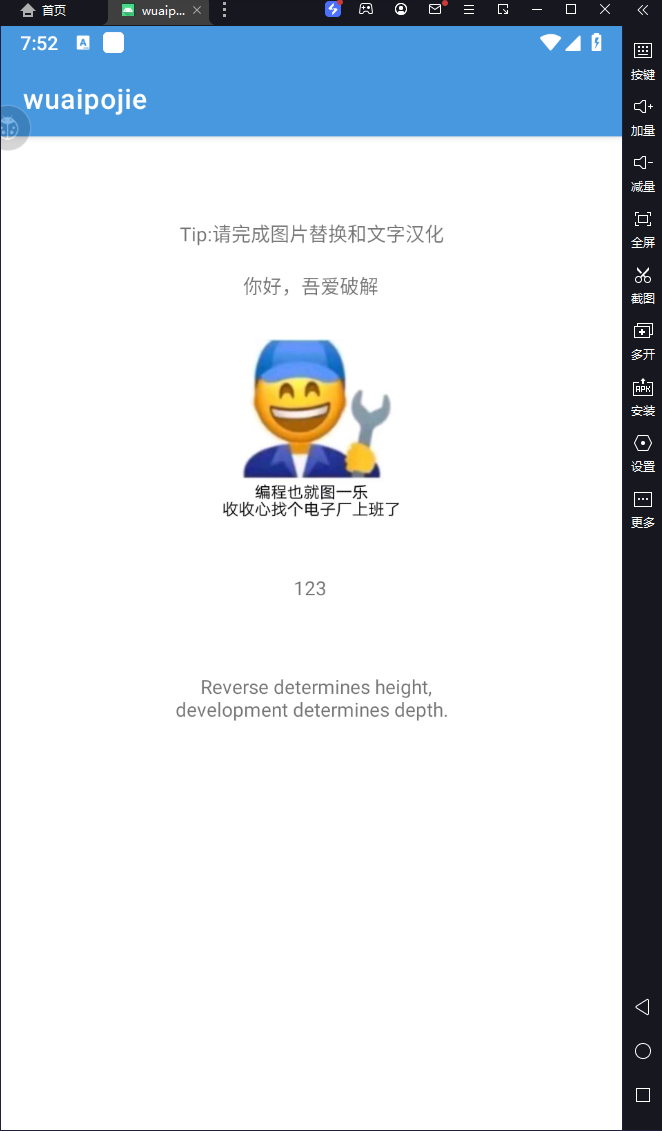 首页
wuaip...
7:52
A
wuaipojie
Tip:请完成图片替换和文字汉化
你好，吾爱破解
编程也就图一乐
收收心找个电子厂上班了
123
Reverse determines height,
development determines depth.
按键
加量
减量
全屏
截图
多开
APK
安装
设置
更多